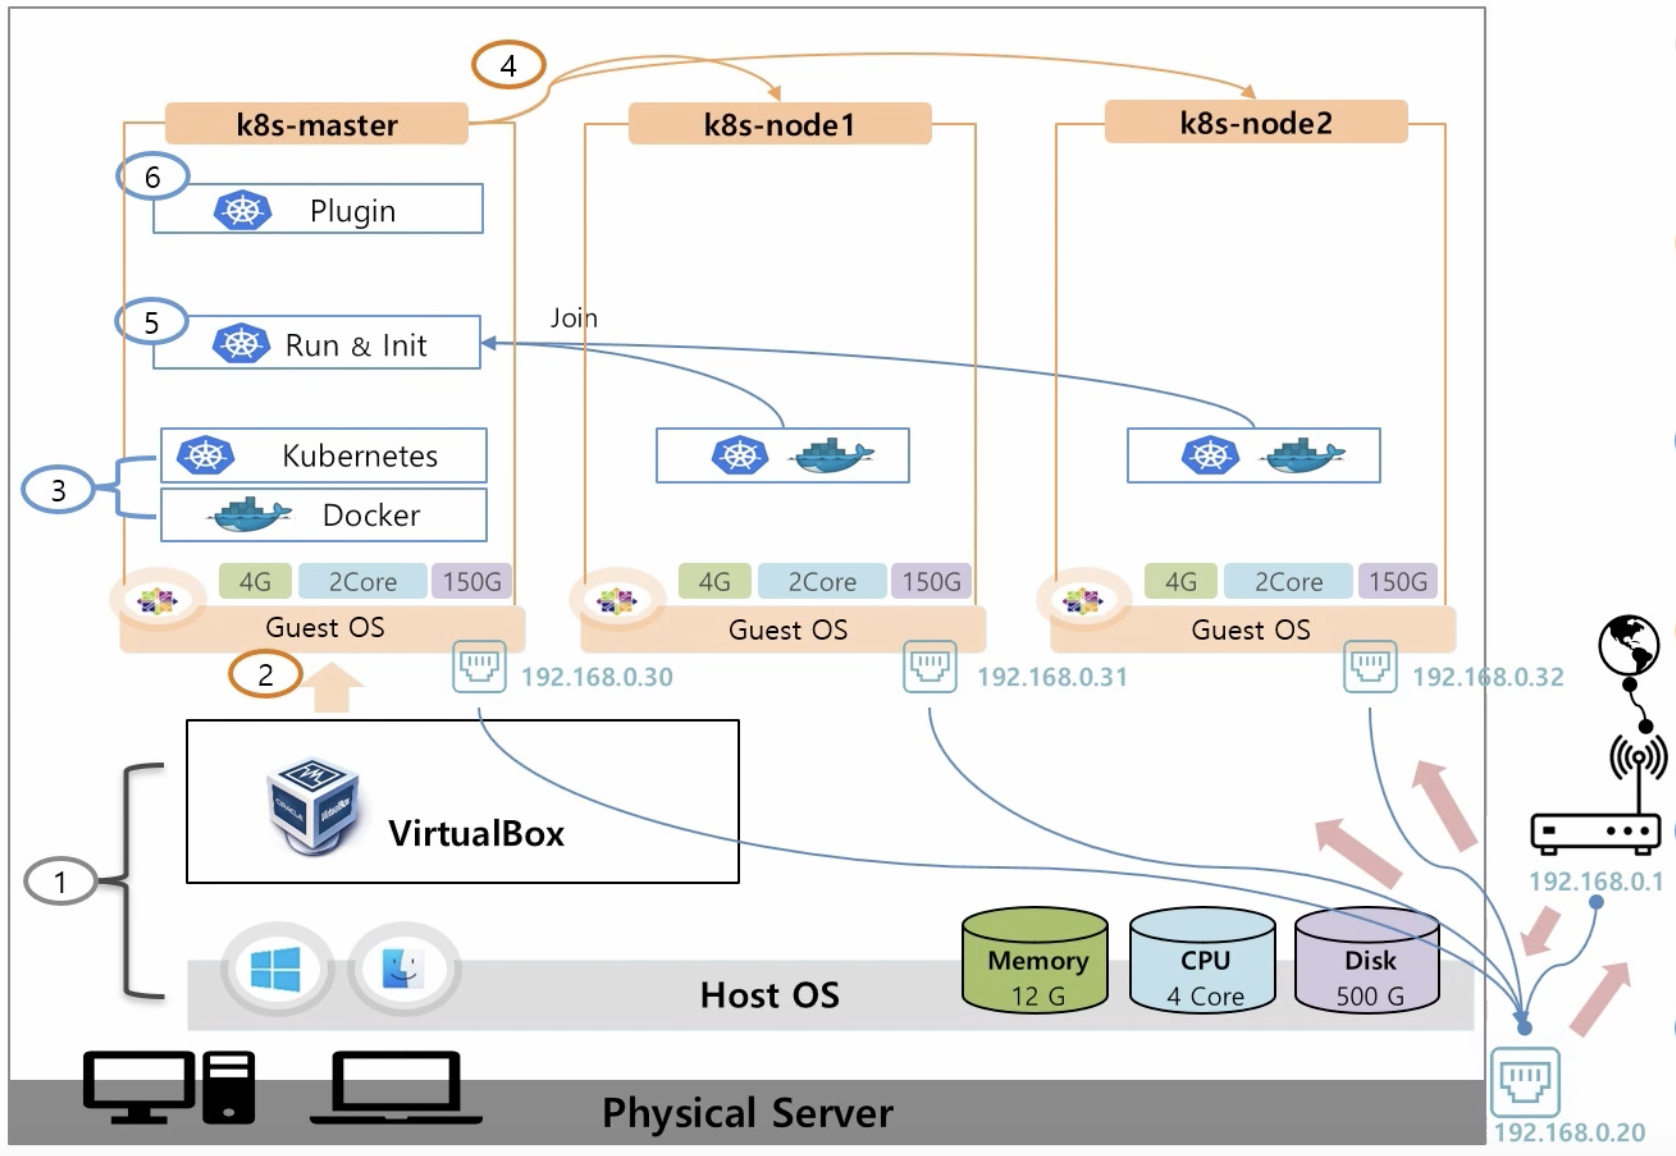 4
k8s-master
k8s-node1
k8s-node2
6
Plugin
5
Run & Init
Join
3
Kubernetes
Docker
4G
2Core
150G
4G
2Core
150G
4G
2Core
150G
Guest OS
Guest OS
Guest OS
2
192.168.0.30
192.168.0.31
192.168.0.32
1
ORACLE
VirtualBox
VirtualBox
192.168.0.1
Memory
12 G
CPU
4 Core
Disk
500 G
Host OS
Physical Server
192.168.0.20